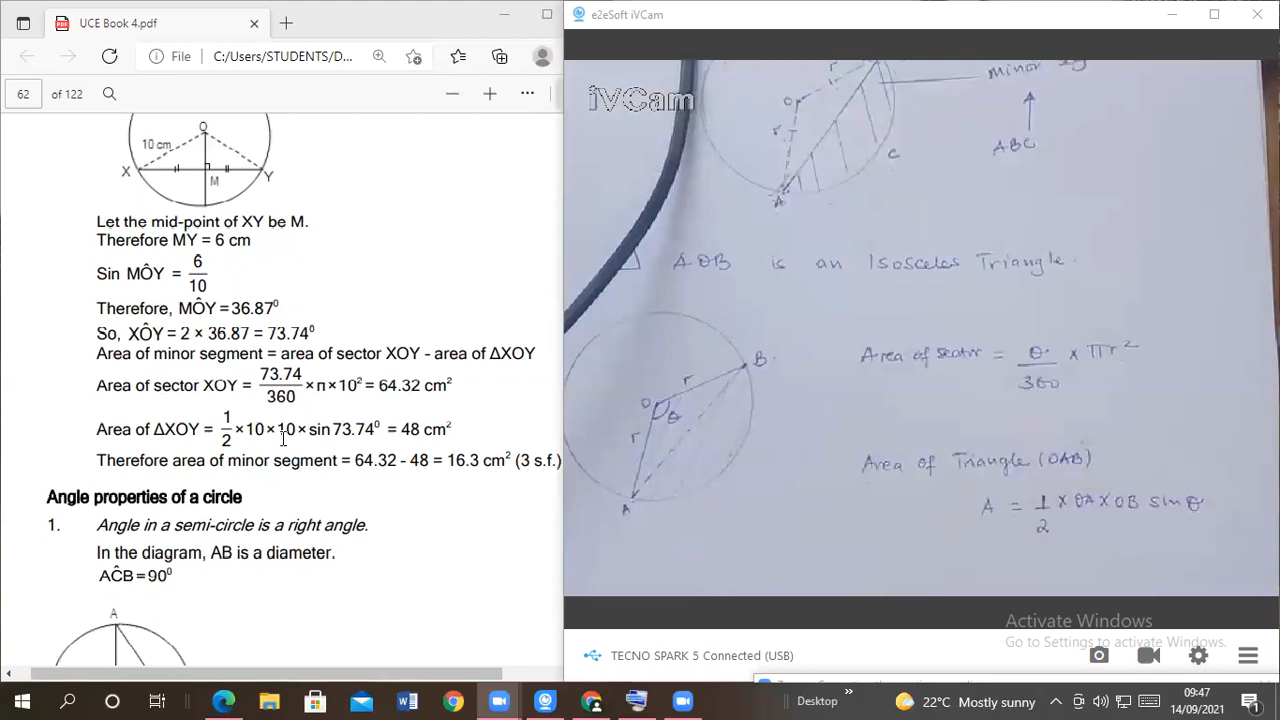 UCE Book 4.pdf
File
C:/USERS/STUDENTS/D...
62
of 122
O
10 cm
X
M
Y
Let the mid-point of XY be M.
Therefore MY = 6 cm
Sin MÔY = 6/10
Therefore, MÔY = 36.87⁰
So, XÔY = 2 × 36.87 = 73.74⁰
Area of minor segment = area of sector XOY - area of ΔXOY
Area of sector XOY = 73.74/360 × п × 10² = 64.32 cm²
Area of ΔXOY = 1/2 × 10 × 10 × sin 73.74⁰ = 48 cm²
Therefore area of minor segment = 64.32 - 48 = 16.3 cm² (3 s.f.)
Angle properties of a circle
1. Angle in a semi-circle is a right angle.
In the diagram, AB is a diameter.
AĈB = 90⁰
A
e2eSoft iVCam
iVCam
r
minor
O
r
ABC
C
A
Δ AOB is an Isosceles Triangle.
B
r
O
θ
r
A
Area of sector = θ/360 × πr²
Area of Triangle (OAB)
A = 1/2 × OA × OB sin θ
Activate Windows
Go to Settings to activate Windows.
TECNO SPARK 5 Connected (USB)
Desktop
22°C Mostly sunny
09:47
14/09/2021